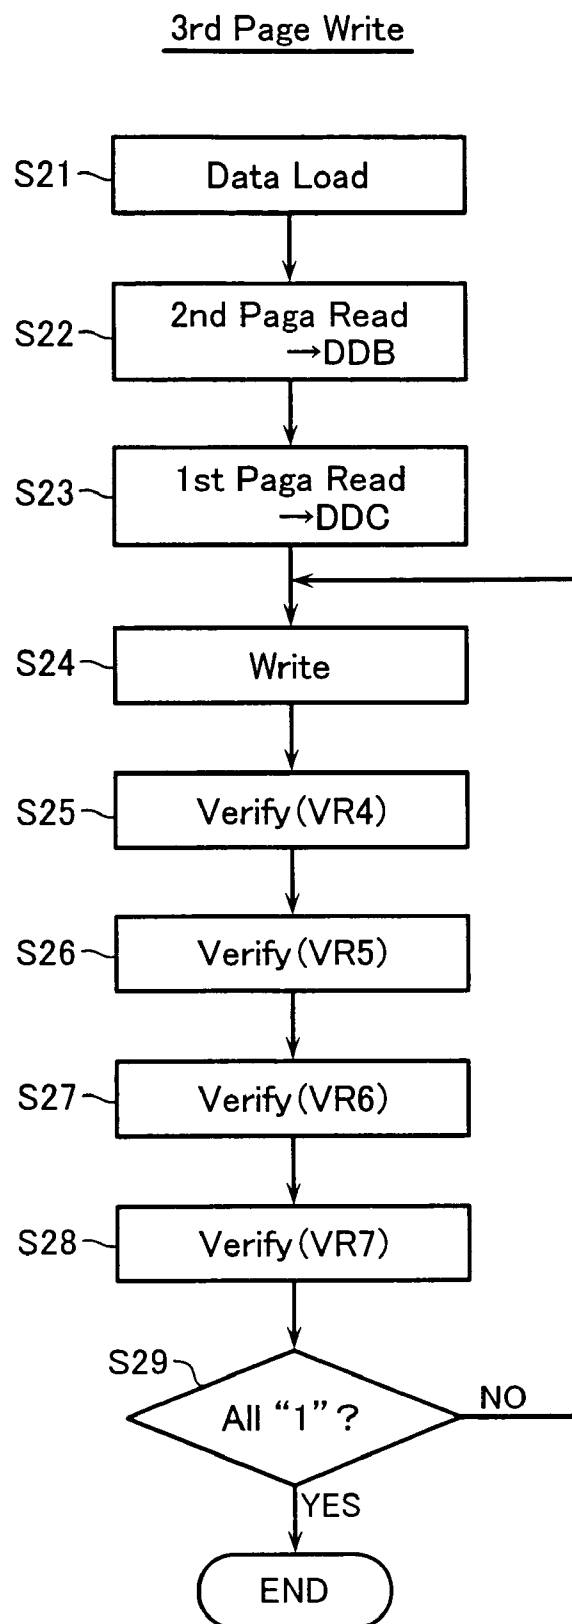 3rd Page Write
S21
Data Load
S22
2nd Paga Read
→DDB
S23
1st Paga Read
→DDC
S24
Write
S25
Verify(VR4)
S26
Verify(VR5)
S27
Verify(VR6)
S28
Verify(VR7)
S29
All “1”?
NO
YES
END